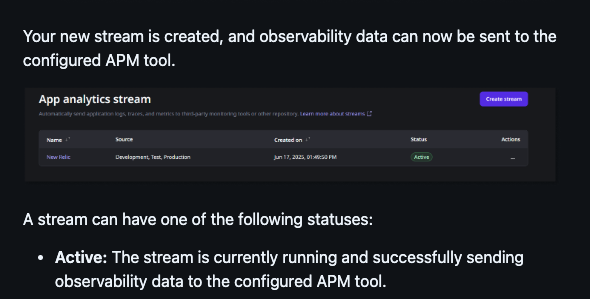 Your new stream is created, and observability data can now be sent to the
configured APM tool.
App analytics stream
Create stream
Automatically send application logs, traces, and metrics to third-party monitoring tools or other repository. Learn more about streams
Name Source Created on Status Actions
New Relic Development, Test, Production Jun 17, 2025, 01:49:50 PM Active ...
A stream can have one of the following statuses:
• Active: The stream is currently running and successfully sending
observability data to the configured APM tool.